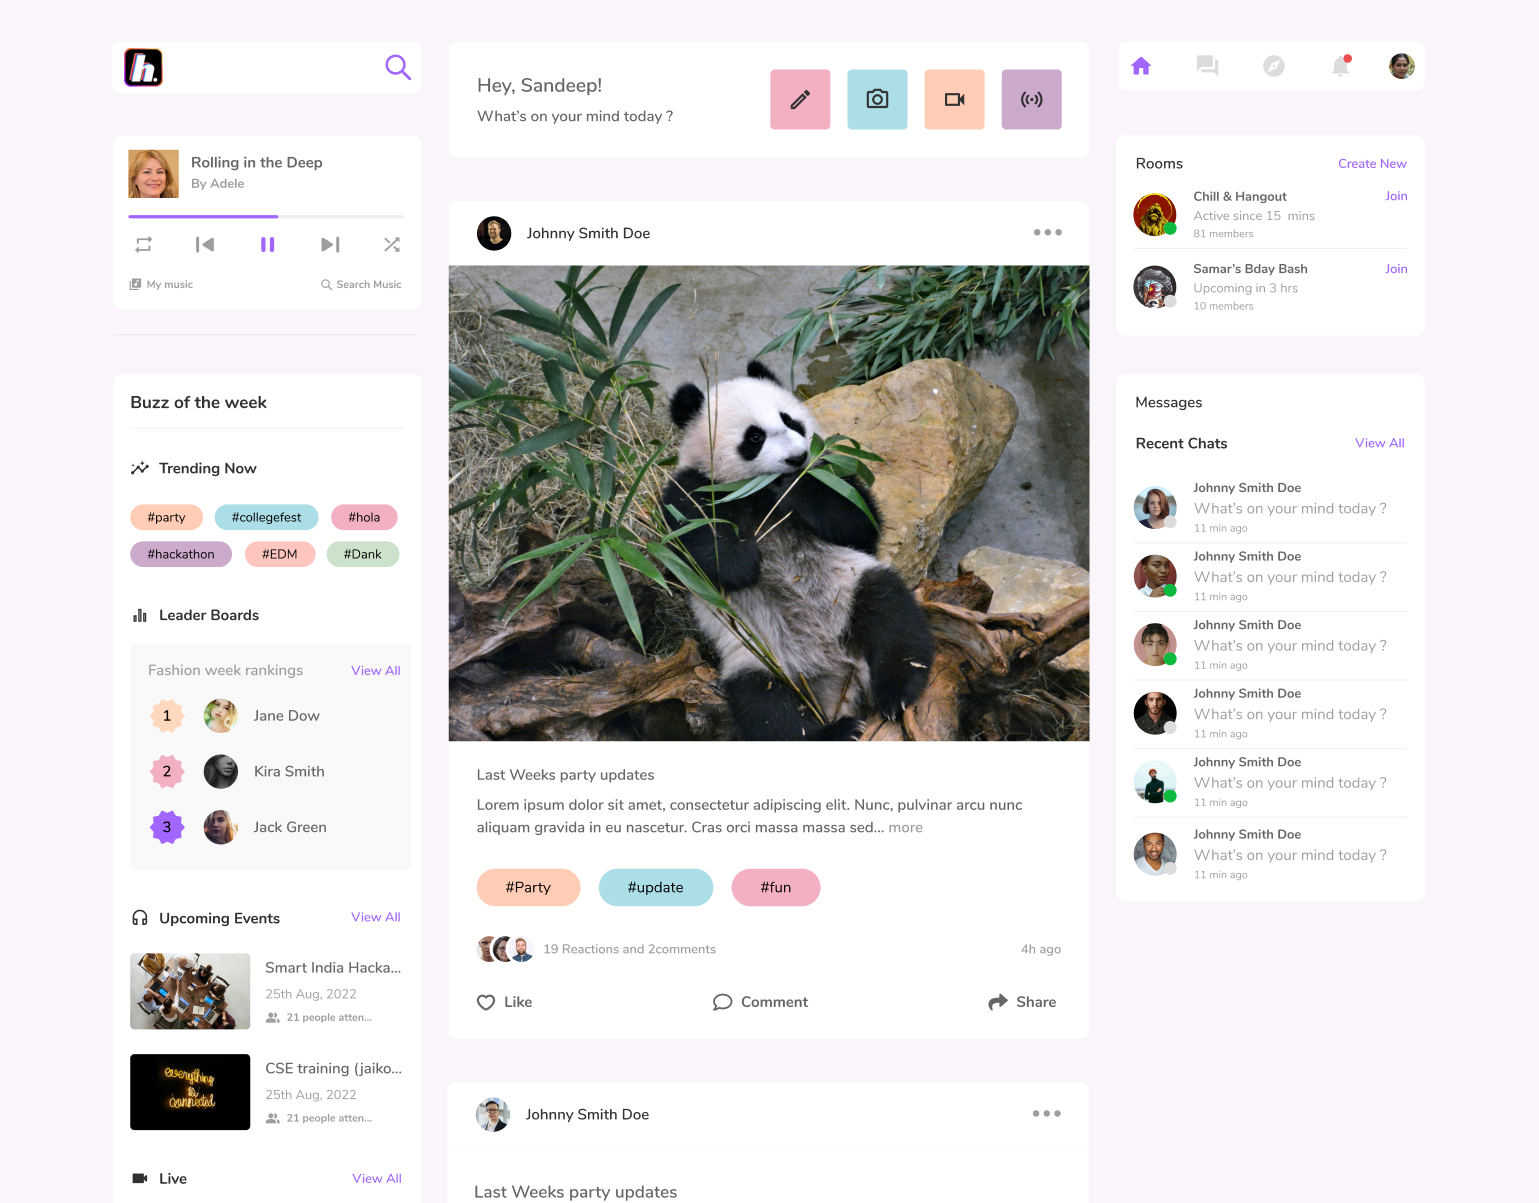 h.
Rolling in the Deep
By Adele
My music
Search Music
Buzz of the week
Trending Now
#party
#collegefest
#hola
#hackathon
#EDM
#Dank
Leader Boards
Fashion week rankings
View All
1
Jane Dow
2
Kira Smith
3
Jack Green
Upcoming Events
View All
Smart India Hacka...
25th Aug, 2022
21 people atten...
everything
is
connected
CSE training (jaiko...
25th Aug, 2022
21 people atten...
Live
View All
Hey, Sandeep!
What's on your mind today ?
Johnny Smith Doe
Last Weeks party updates
Lorem ipsum dolor sit amet, consectetur adipiscing elit. Nunc, pulvinar arcu nunc
aliquam gravida in eu nascetur. Cras orci massa massa sed... more
#Party
#update
#fun
19 Reactions and 2comments
4h ago
Like
Comment
Share
Johnny Smith Doe
Last Weeks party updates
Rooms
Create New
Chill & Hangout
Join
Active since 15  mins
81 members
Samar's Bday Bash
Join
Upcoming in 3 hrs
10 members
Messages
Recent Chats
View All
Johnny Smith Doe
What's on your mind today ?
11 min ago
Johnny Smith Doe
What's on your mind today ?
11 min ago
Johnny Smith Doe
What's on your mind today ?
11 min ago
Johnny Smith Doe
What's on your mind today ?
11 min ago
Johnny Smith Doe
What's on your mind today ?
11 min ago
Johnny Smith Doe
What's on your mind today ?
11 min ago